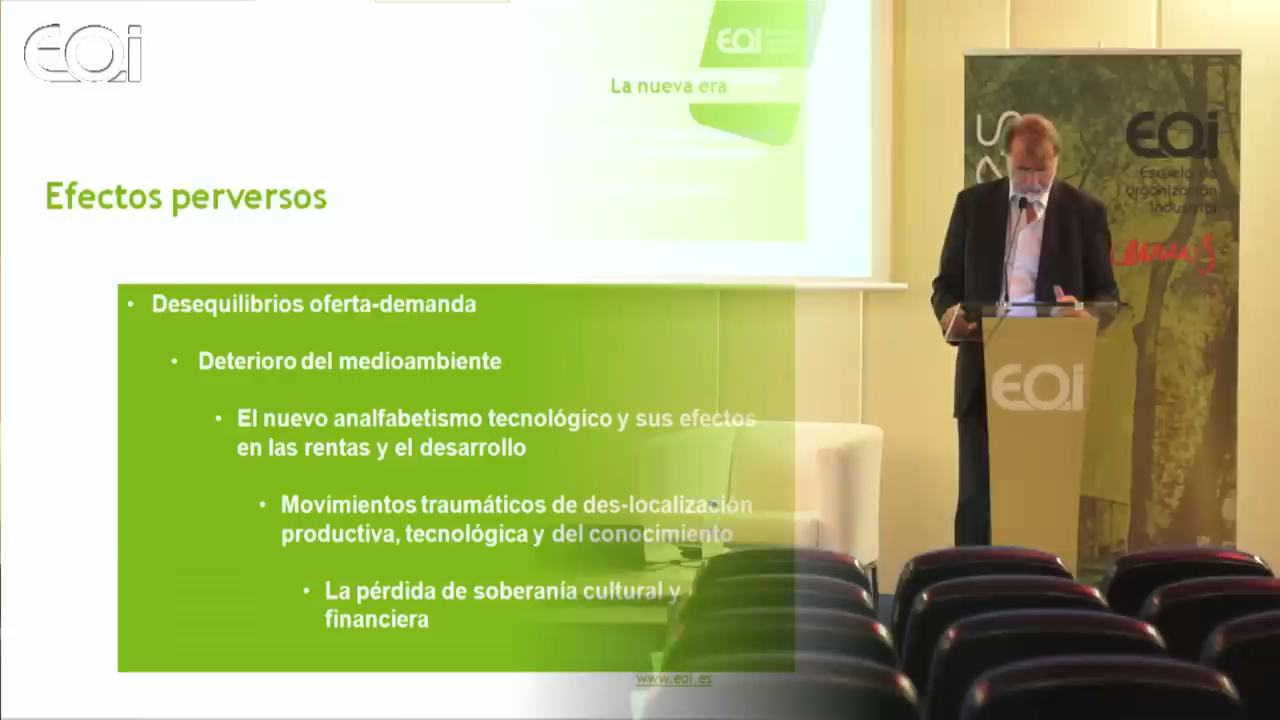 EOi
EOi
La nueva era
Efectos perversos
• Desequilibrios oferta-demanda
• Deterioro del medioambiente
• El nuevo analfabetismo tecnológico y sus efectos
en las rentas y el desarrollo
• Movimientos traumáticos de des-localización
productiva, tecnológica y del conocimiento
• La pérdida de soberanía cultural y
financiera
www.eoi.es
EOi
Escuela de
organización
Industrial
EOi